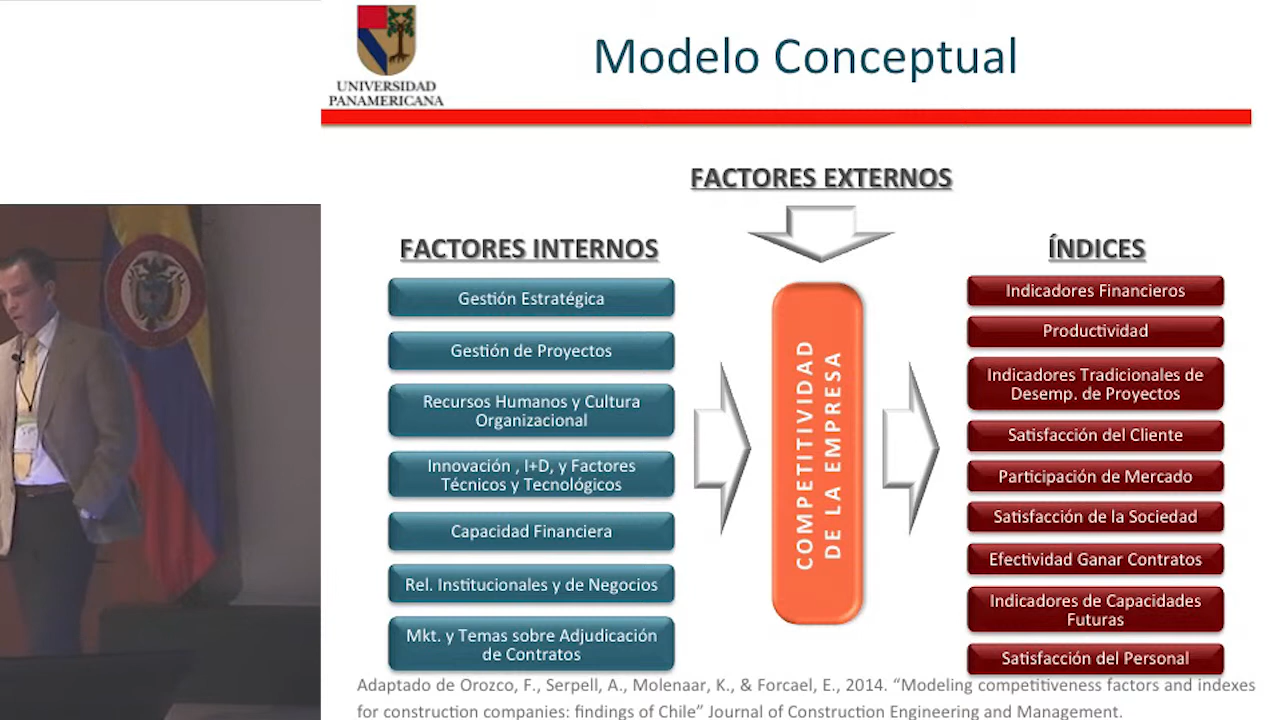 UNIVERSIDAD
PANAMERICANA
Modelo Conceptual
FACTORES EXTERNOS
FACTORES INTERNOS
Gestión Estratégica
Gestión de Proyectos
Recursos Humanos y Cultura
Organizacional
Innovación , I+D, y Factores
Técnicos y Tecnológicos
Capacidad Financiera
Rel. Institucionales y de Negocios
Mkt. y Temas sobre Adjudicación
de Contratos
COMPETITIVIDAD
DE LA EMPRESA
ÍNDICES
Indicadores Financieros
Productividad
Indicadores Tradicionales de
Desemp. de Proyectos
Satisfacción del Cliente
Participación de Mercado
Satisfacción de la Sociedad
Efectividad Ganar Contratos
Indicadores de Capacidades
Futuras
Satisfacción del Personal
Adaptado de Orozco, F., Serpell, A., Molenaar, K., & Forcael, E., 2014. “Modeling competitiveness factors and indexes
for construction companies: findings of Chile” Journal of Construction Engineering and Management.